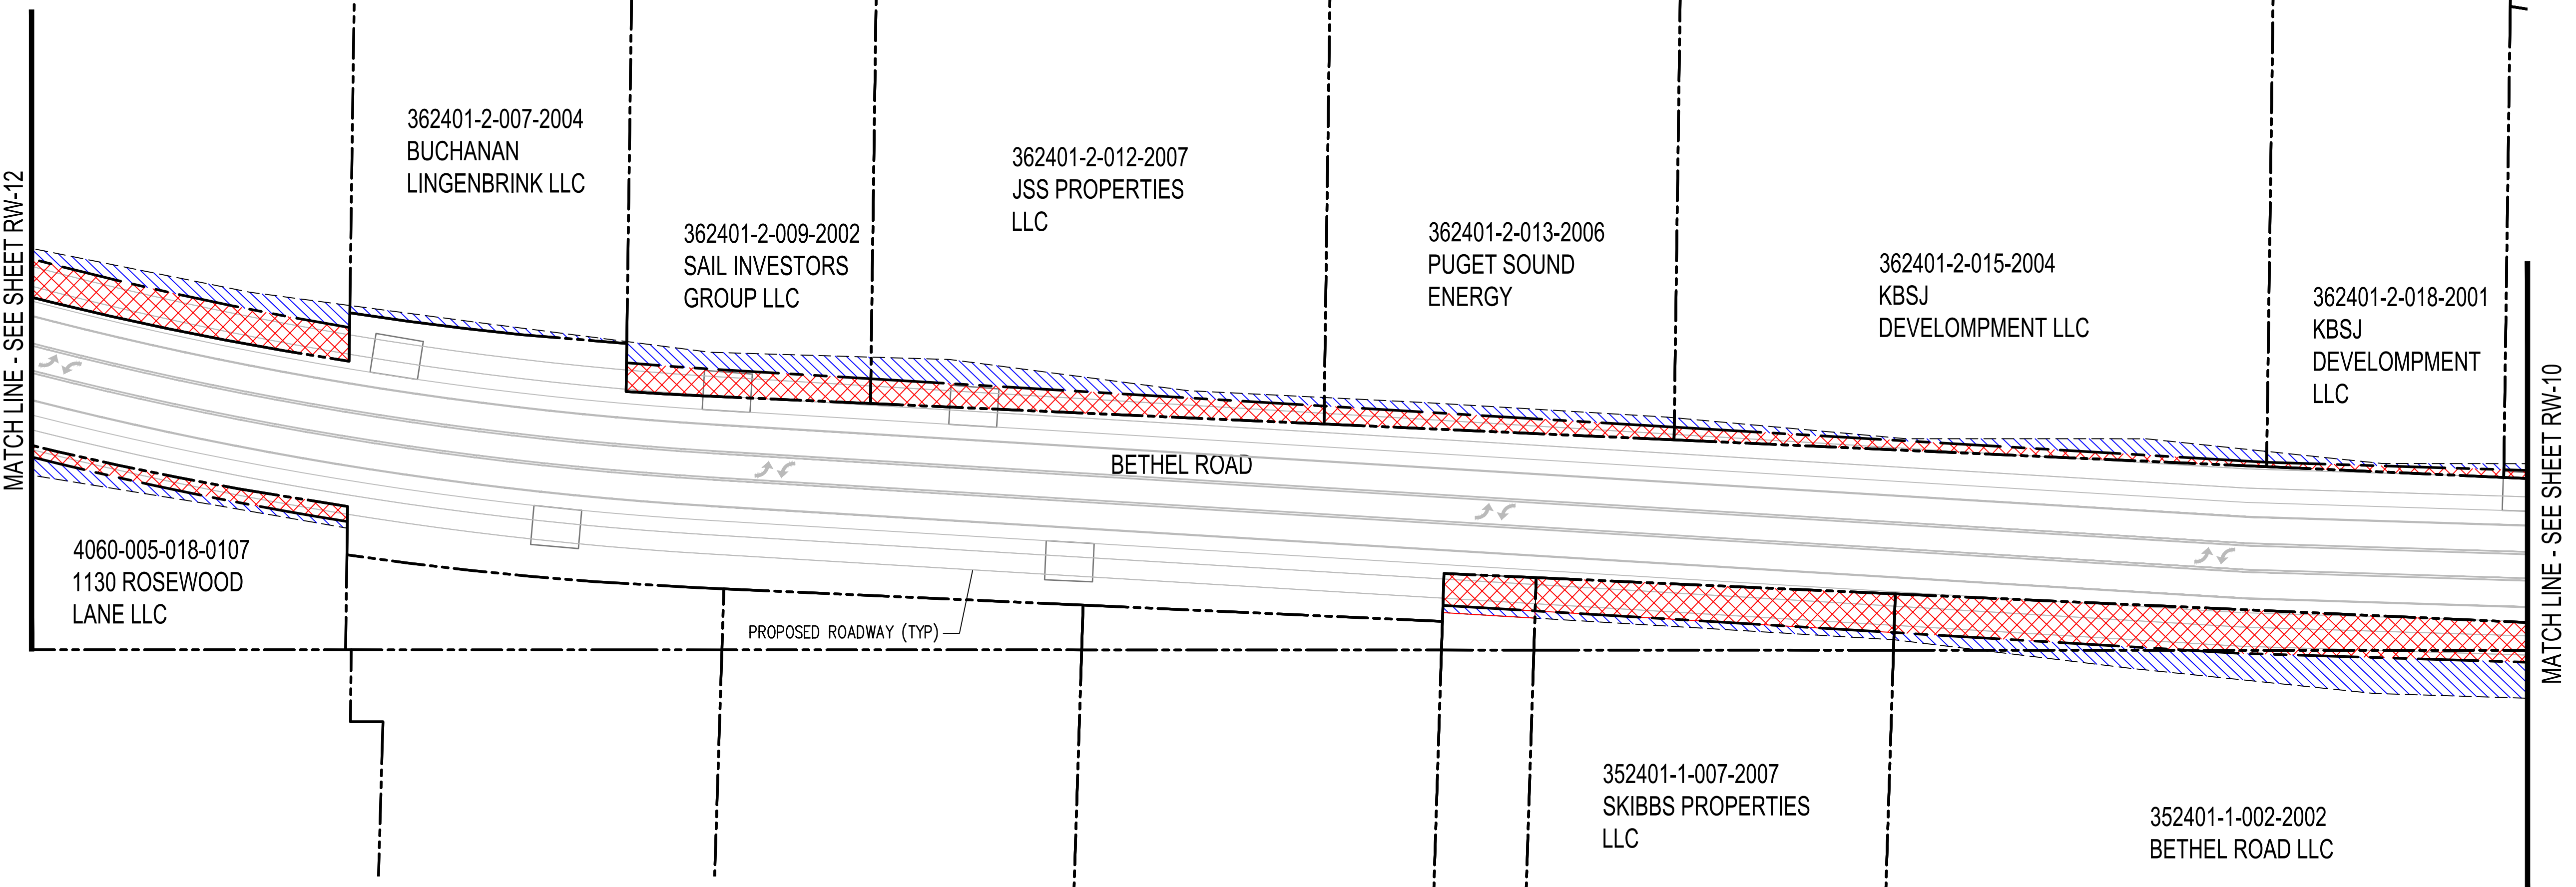 MATCH LINE - SEE SHEET RW-12
362401-2-007-2004
BUCHANAN
LINGENBRINK LLC
362401-2-009-2002
SAIL INVESTORS
GROUP LLC
362401-2-012-2007
JSS PROPERTIES
LLC
362401-2-013-2006
PUGET SOUND
ENERGY
362401-2-015-2004
KBSJ
DEVELOMPMENT LLC
362401-2-018-2001
KBSJ
DEVELOMPMENT
LLC
MATCH LINE - SEE SHEET RW-10
BETHEL ROAD
4060-005-018-0107
1130 ROSEWOOD
LANE LLC
PROPOSED ROADWAY (TYP)
352401-1-007-2007
SKIBBS PROPERTIES
LLC
352401-1-002-2002
BETHEL ROAD LLC